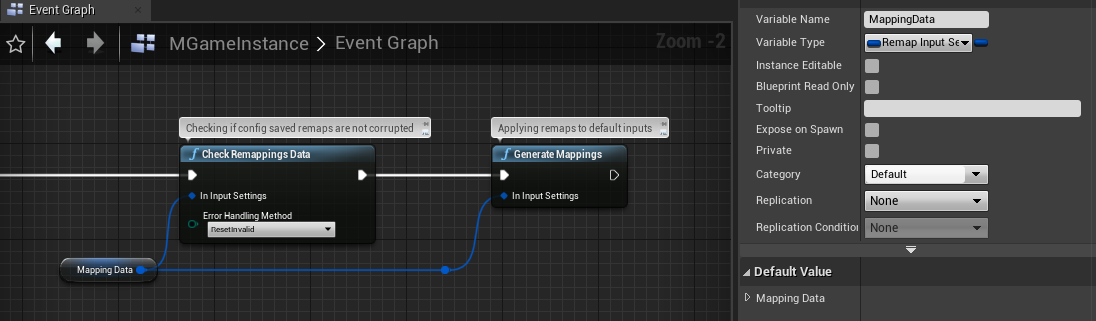 Event Graph
MGameInstance > Event Graph
Zoom -2
Checking if config saved remaps are not corrupted
Applying remaps to default inputs
Check Remappings Data
In Input Settings
Error Handling Method
ResetInvalid
Generate Mappings
In Input Settings
Mapping Data
Variable Name MappingData
Variable Type Remap Input Se
Instance Editable
Blueprint Read Only
Tooltip
Expose on Spawn
Private
Category Default
Replication None
Replication Condition None
Default Value
Mapping Data